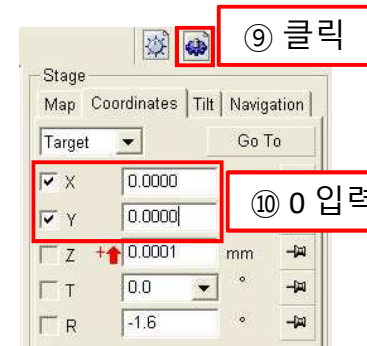 ⑨ 클릭
Stage
Map Coordinates Tilt Navigation
Target Go To
X 0.0000
Y 0.0000
⑩ 0 입력
Z 0.0001 mm
T 0.0 °
R -1.6 °